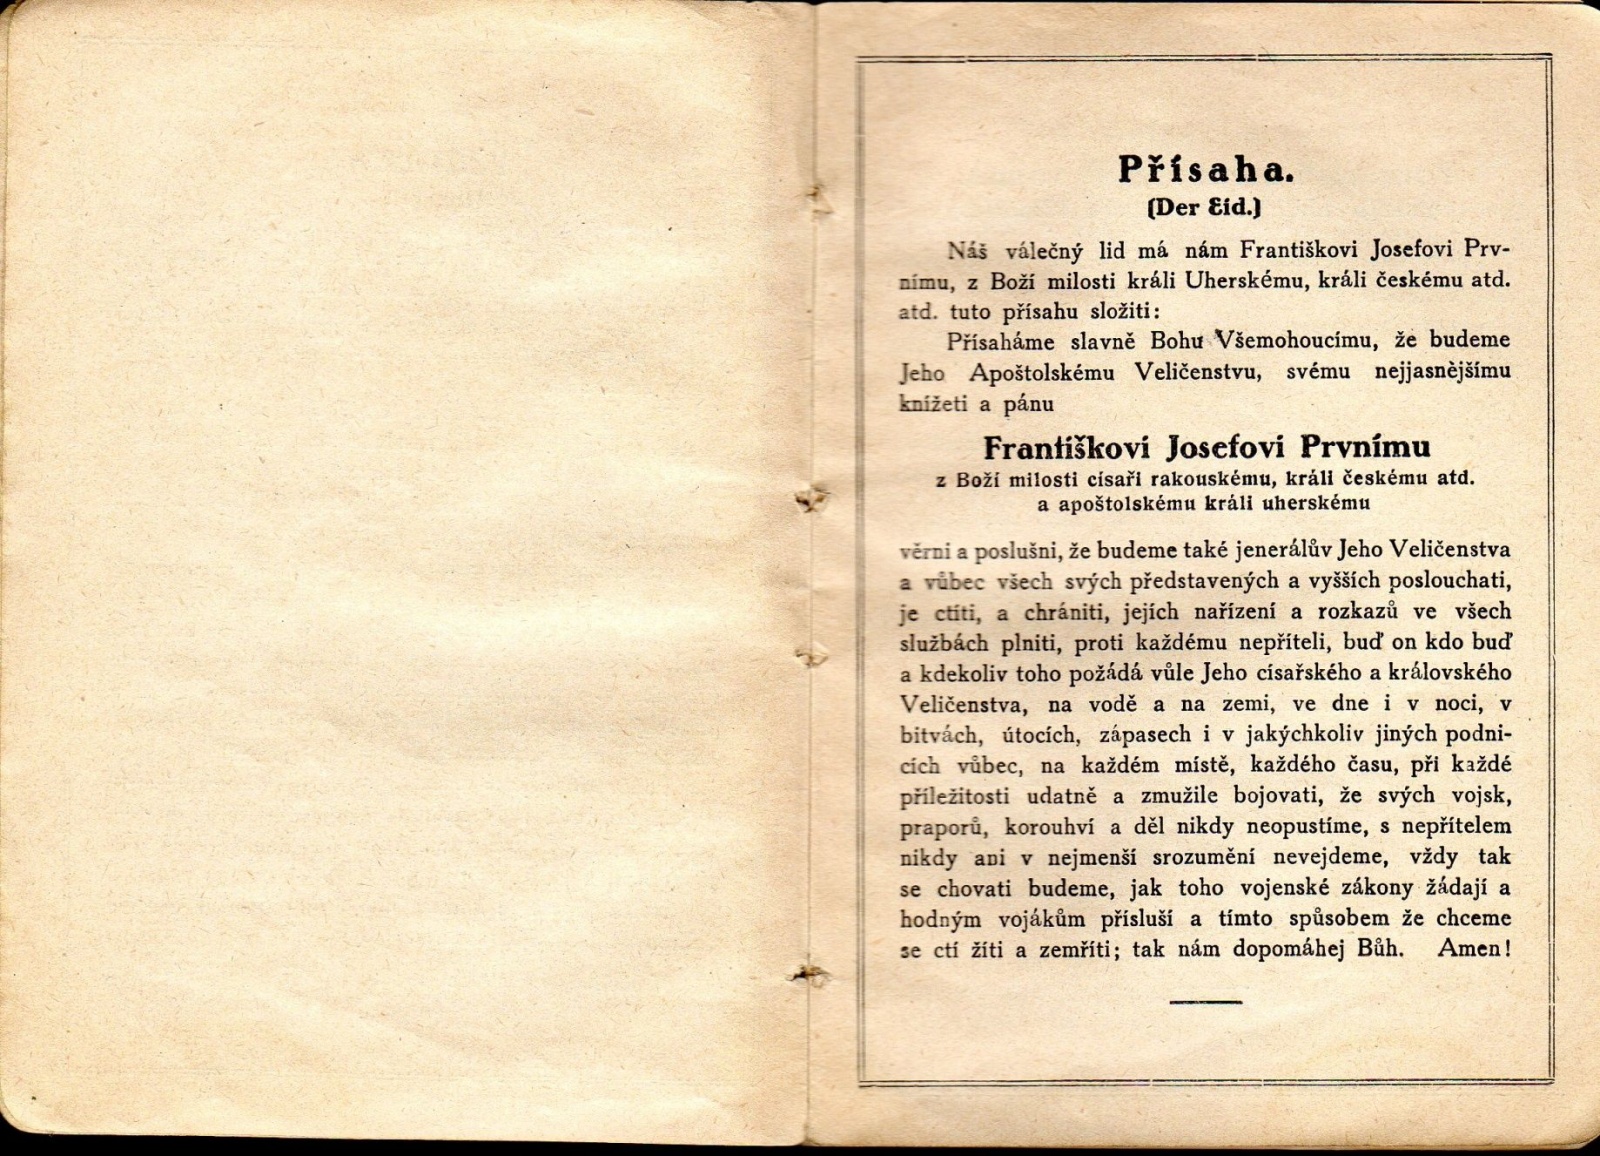 Přísaha.
(Der Eid.)
Náš válečný lid má nám Františkovi Josefovi Prv-
nímu, z Boží milosti králi Uherskému, králi českému atd.
atd. tuto přísahu složiti:
Přísaháme slavně Bohu Všemohoucímu, že budeme
Jeho Apoštolskému Veličenstvu, svému nejjasnějšímu
knížeti a pánu
Františkovi Josefovi Prvnímu
z Boží milosti císaři rakouskému, králi českému atd.
a apoštolskému králi uherskému
věrni a poslušni, že budeme také jenerálův Jeho Veličenstva
a vůbec všech svých představených a vyšších poslouchati,
je ctíti, a chrániti, jejích nařízení a rozkazů ve všech
službách plniti, proti každému nepříteli, buď on kdo buď
a kdekoliv toho požádá vůle Jeho císařského a královského
Veličenstva, na vodě a na zemi, ve dne i v noci, v
bitvách, útocích, zápasech i v jakýchkoliv jiných podni-
cích vůbec, na každém místě, každého času, při každé
příležitosti udatně a zmužile bojovati, že svých vojsk,
praporů, korouhví a děl nikdy neopustíme, s nepřítelem
nikdy ani v nejmenší srozumění nevejdeme, vždy tak
se chovati budeme, jak toho vojenské zákony žádají a
hodným vojákům přísluší a tímto spůsobem že chceme
se ctí žíti a zemříti; tak nám dopomáhej Bůh. Amen!